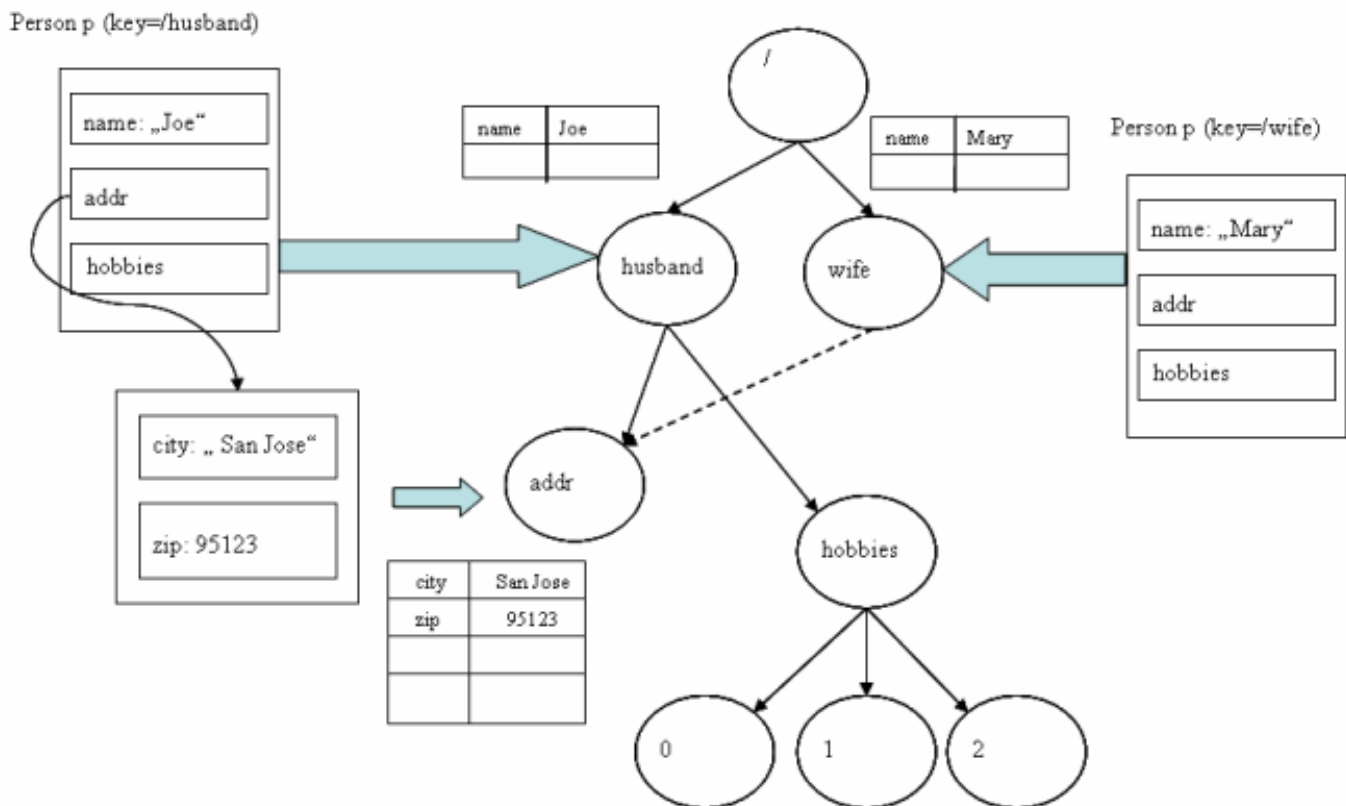 Person p (key=/husband)
name: „Joe“
addr
hobbies
city: „ San Jose“
zip: 95123
name Joe
/
name Mary
Person p (key=/wife)
name: „Mary“
addr
hobbies
husband
wife
addr
hobbies
city San Jose
zip 95123
0
1
2